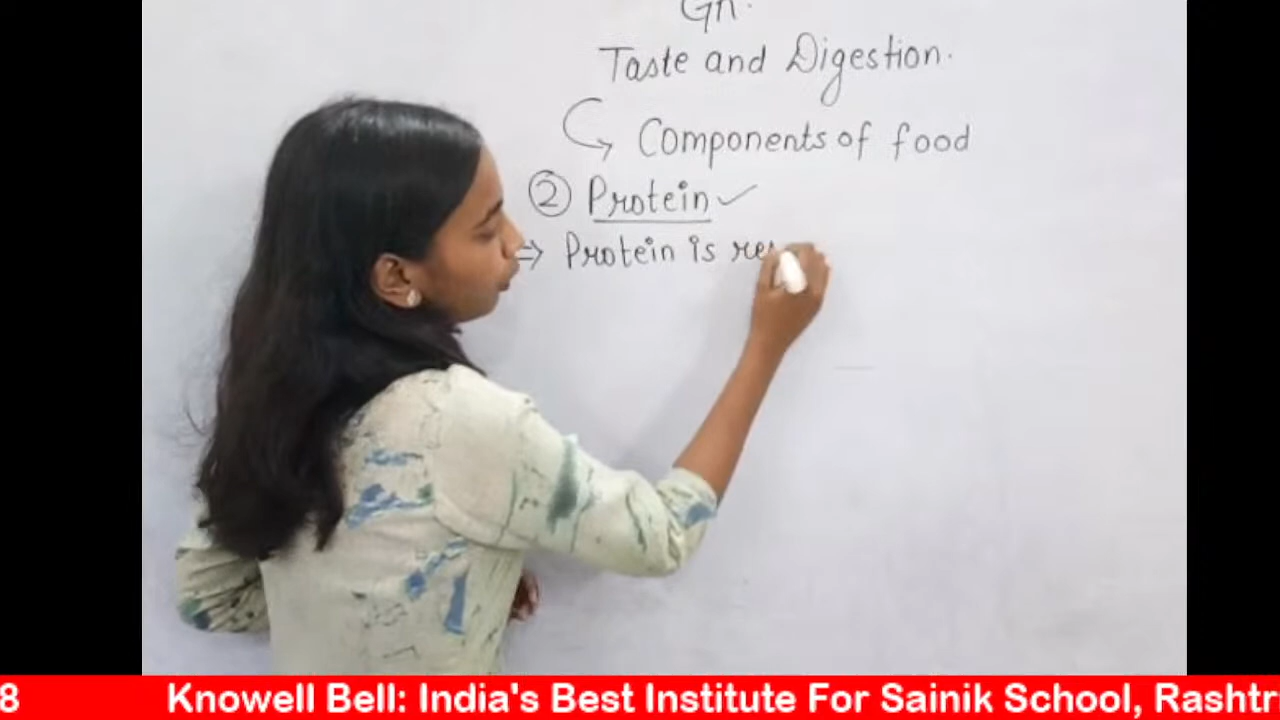 Taste and Digestion.
Components of food
② Protein ✓
⇒ Protein is
8 Knowell Bell: India's Best Institute For Sainik School, Rashtr